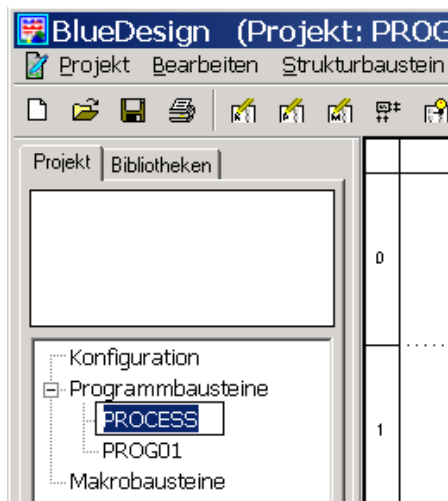 BlueDesign (Projekt: PROG
Projekt Bearbeiten Strukturbaustein
Projekt Bibliotheken
0
Konfiguration
Programmbausteine
PROCESS
PROG01
1
Makrobausteine